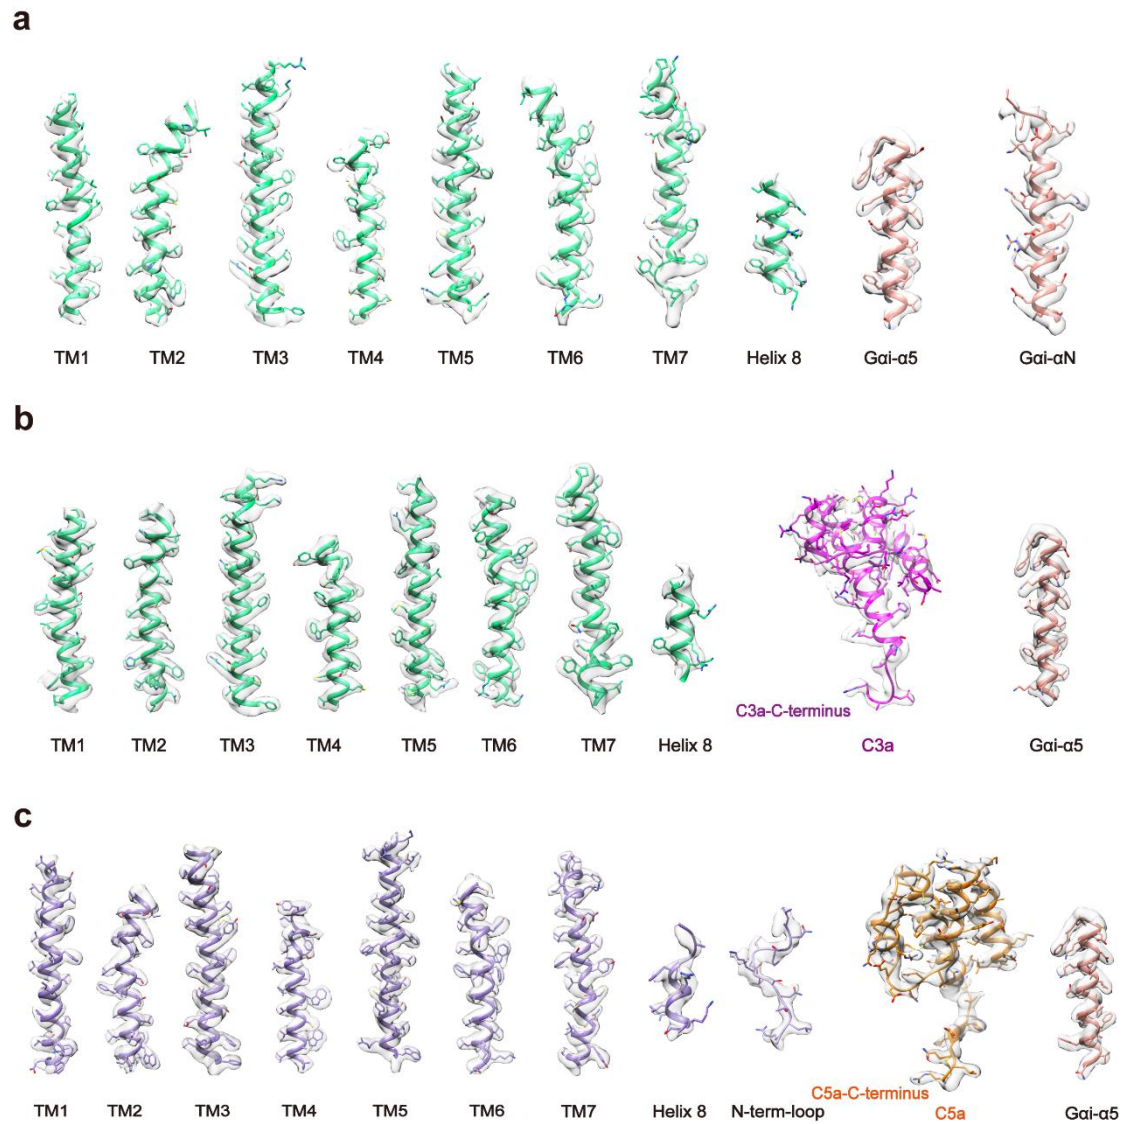 a
TM1 TM2 TM3 TM4 TM5 TM6 TM7 Helix 8 Gαi-α5 Gαi-αN
b
C3a-C-terminus
TM1 TM2 TM3 TM4 TM5 TM6 TM7 Helix 8 C3a Gαi-α5
c
C5a-C-terminus
TM1 TM2 TM3 TM4 TM5 TM6 TM7 Helix 8 N-term-loop C5a Gαi-α5